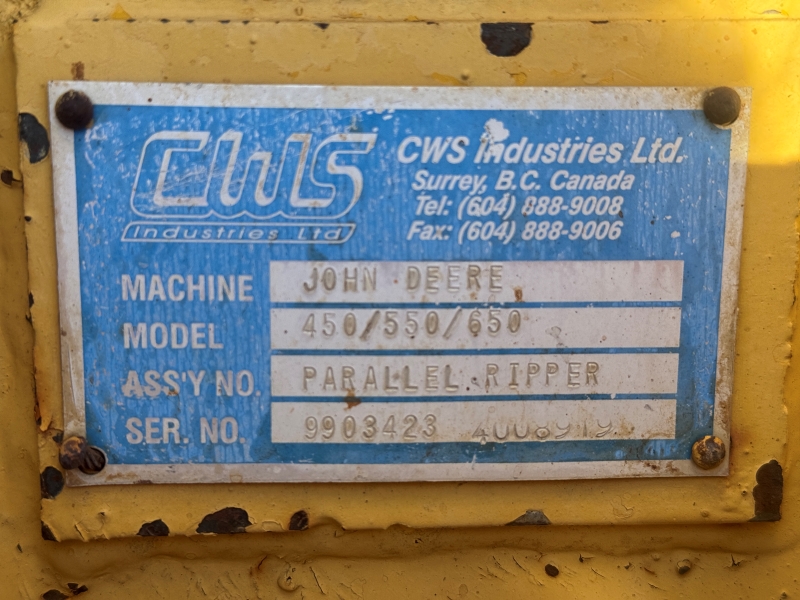 CWS
Industries Ltd
CWS Industries Ltd.
Surrey, B.C. Canada
Tel: (604) 888-9008
Fax: (604) 888-9006
MACHINE JOHN DEERE
MODEL 450/550/650
ASS'Y NO. PARALLEL RIPPER
SER. NO. 9903423